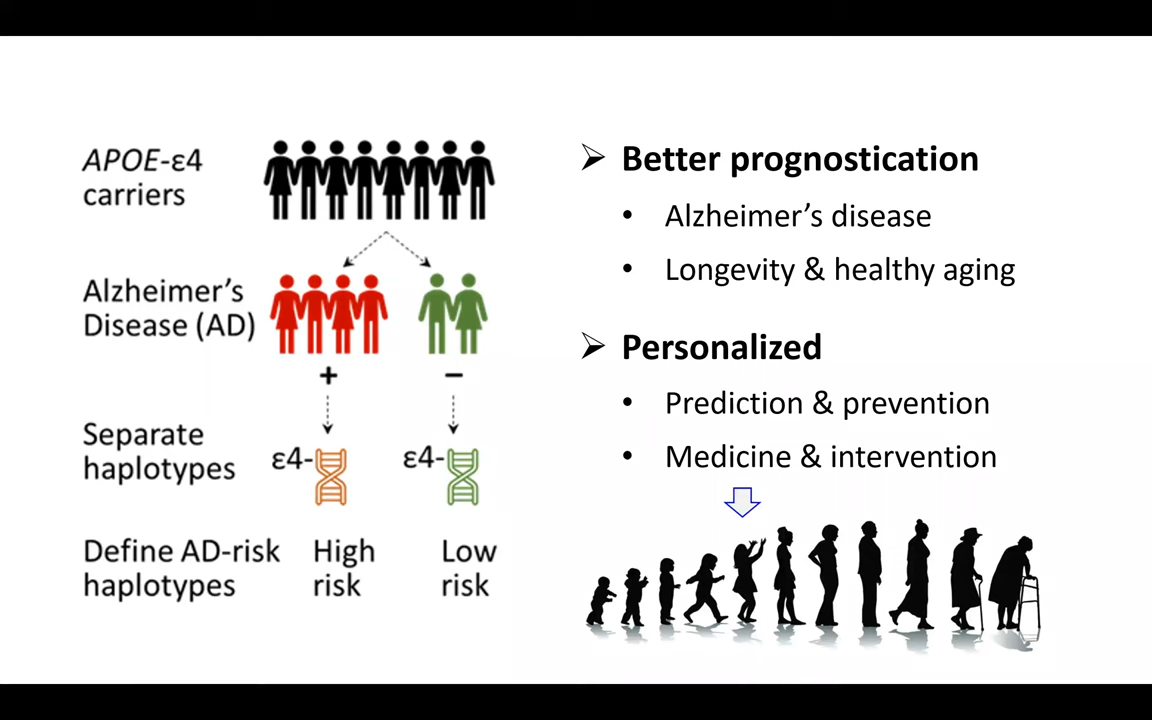 APOE-ε4
carriers
Alzheimer’s
Disease (AD)
+ −
Separate
haplotypes
ε4- ε4-
Define AD-risk
haplotypes
High
risk
Low
risk
➢ Better prognostication
• Alzheimer’s disease
• Longevity & healthy aging
➢ Personalized
• Prediction & prevention
• Medicine & intervention